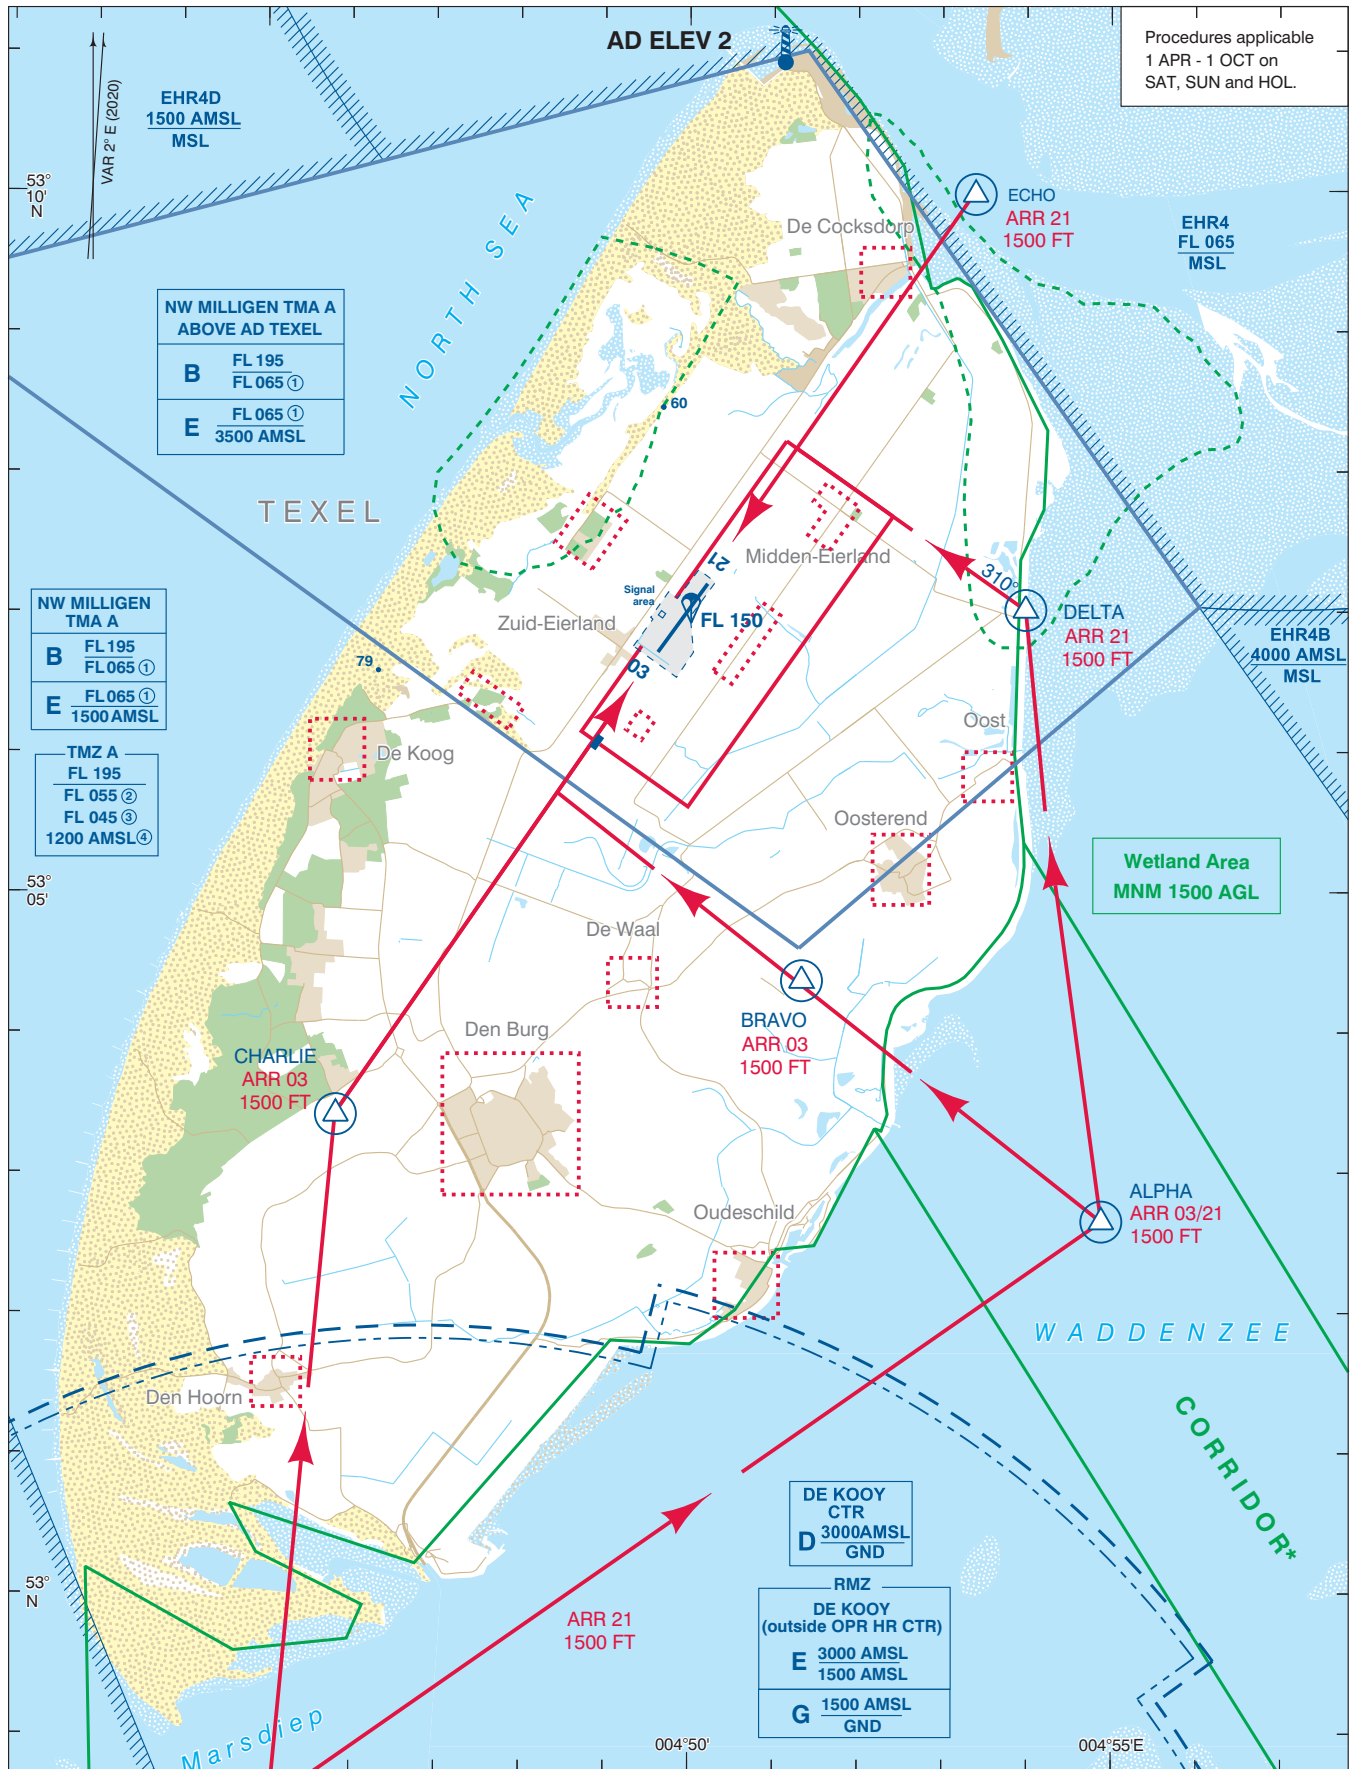 AD ELEV 2
Procedures applicable
1 APR - 1 OCT on
SAT, SUN and HOL.
VAR 2° E (2020)
EHR4D
1500 AMSL
MSL
53°
10'
N
NORTH SEA
De Cocksdorp
ECHO
ARR 21
1500 FT
EHR4
FL 065
MSL
NW MILLIGEN TMA A
ABOVE AD TEXEL
B FL 195
FL 065 ①
E FL 065 ①
3500 AMSL
60
TEXEL
Midden-Eierland
21
310°
Signal
area
FL 150
Zuid-Eierland
03
DELTA
ARR 21
1500 FT
EHR4B
4000 AMSL
MSL
NW MILLIGEN
TMA A
B FL 195
FL 065 ①
E FL 065 ①
1500 AMSL
79
De Koog
Oost
TMZ A
FL 195
FL 055 ②
FL 045 ③
1200 AMSL ④
Oosterend
Wetland Area
MNM 1500 AGL
53°
05'
De Waal
BRAVO
ARR 03
1500 FT
Den Burg
CHARLIE
ARR 03
1500 FT
ALPHA
ARR 03/21
1500 FT
Oudeschild
WADDENZEE
Den Hoorn
CORRIDOR*
DE KOOY
CTR
D 3000AMSL
GND
RMZ
DE KOOY
(outside OPR HR CTR)
E 3000 AMSL
1500 AMSL
G 1500 AMSL
GND
53°
N
ARR 21
1500 FT
Marsdiep
004°50'
004°55'E